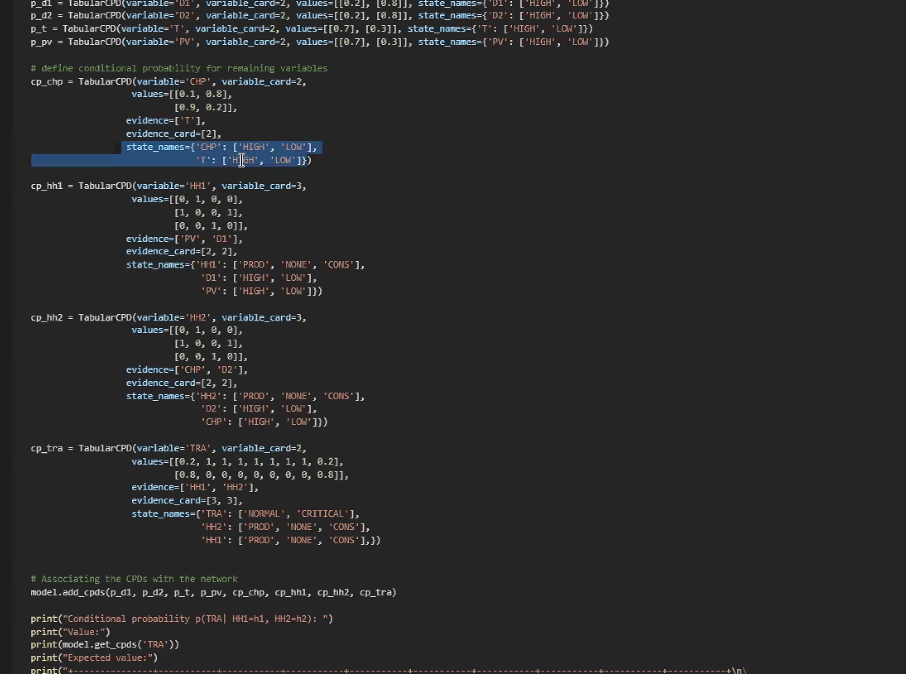 p_d1 = TabularCPD(variable='D1', variable_card=2, values=[[0.2], [0.8]], state_names={'D1': ['HIGH', 'LOW']})
p_d2 = TabularCPD(variable='D2', variable_card=2, values=[[0.2], [0.8]], state_names={'D2': ['HIGH', 'LOW']})
p_t = TabularCPD(variable='T', variable_card=2, values=[[0.7], [0.3]], state_names={'T': ['HIGH', 'LOW']})
p_pv = TabularCPD(variable='PV', variable_card=2, values=[[0.7], [0.3]], state_names={'PV': ['HIGH', 'LOW']})
# define conditional probability for remaining variables
cp_chp = TabularCPD(variable='CHP', variable_card=2,
values=[[0.1, 0.8],
[0.9, 0.2]],
evidence=['T'],
evidence_card=[2],
state_names={'CHP': ['HIGH', 'LOW'],
'T': ['HIGH', 'LOW']})
cp_hh1 = TabularCPD(variable='HH1', variable_card=3,
values=[[0, 1, 0, 0],
[1, 0, 0, 1],
[0, 0, 1, 0]],
evidence=['PV', 'D1'],
evidence_card=[2, 2],
state_names={'HH1': ['PROD', 'NONE', 'CONS'],
'D1': ['HIGH', 'LOW'],
'PV': ['HIGH', 'LOW']})
cp_hh2 = TabularCPD(variable='HH2', variable_card=3,
values=[[0, 1, 0, 0],
[1, 0, 0, 1],
[0, 0, 1, 0]],
evidence=['CHP', 'D2'],
evidence_card=[2, 2],
state_names={'HH2': ['PROD', 'NONE', 'CONS'],
'D2': ['HIGH', 'LOW'],
'CHP': ['HIGH', 'LOW']})
cp_tra = TabularCPD(variable='TRA', variable_card=2,
values=[[0.2, 1, 1, 1, 1, 1, 1, 1, 0.2],
[0.8, 0, 0, 0, 0, 0, 0, 0, 0.8]],
evidence=['HH1', 'HH2'],
evidence_card=[3, 3],
state_names={'TRA': ['NORMAL', 'CRITICAL'],
'HH2': ['PROD', 'NONE', 'CONS'],
'HH1': ['PROD', 'NONE', 'CONS'],})
# Associating the CPDs with the network
model.add_cpds(p_d1, p_d2, p_t, p_pv, cp_chp, cp_hh1, cp_hh2, cp_tra)
print("Conditional probability p(TRA| HH1=h1, HH2=h2): ")
print("Value:")
print(model.get_cpds('TRA'))
print("Expected value:")
print("+----------------+-----------+-----------+-----------+-----------+-----------+-----------+-----------+-----------+-----------+\n\